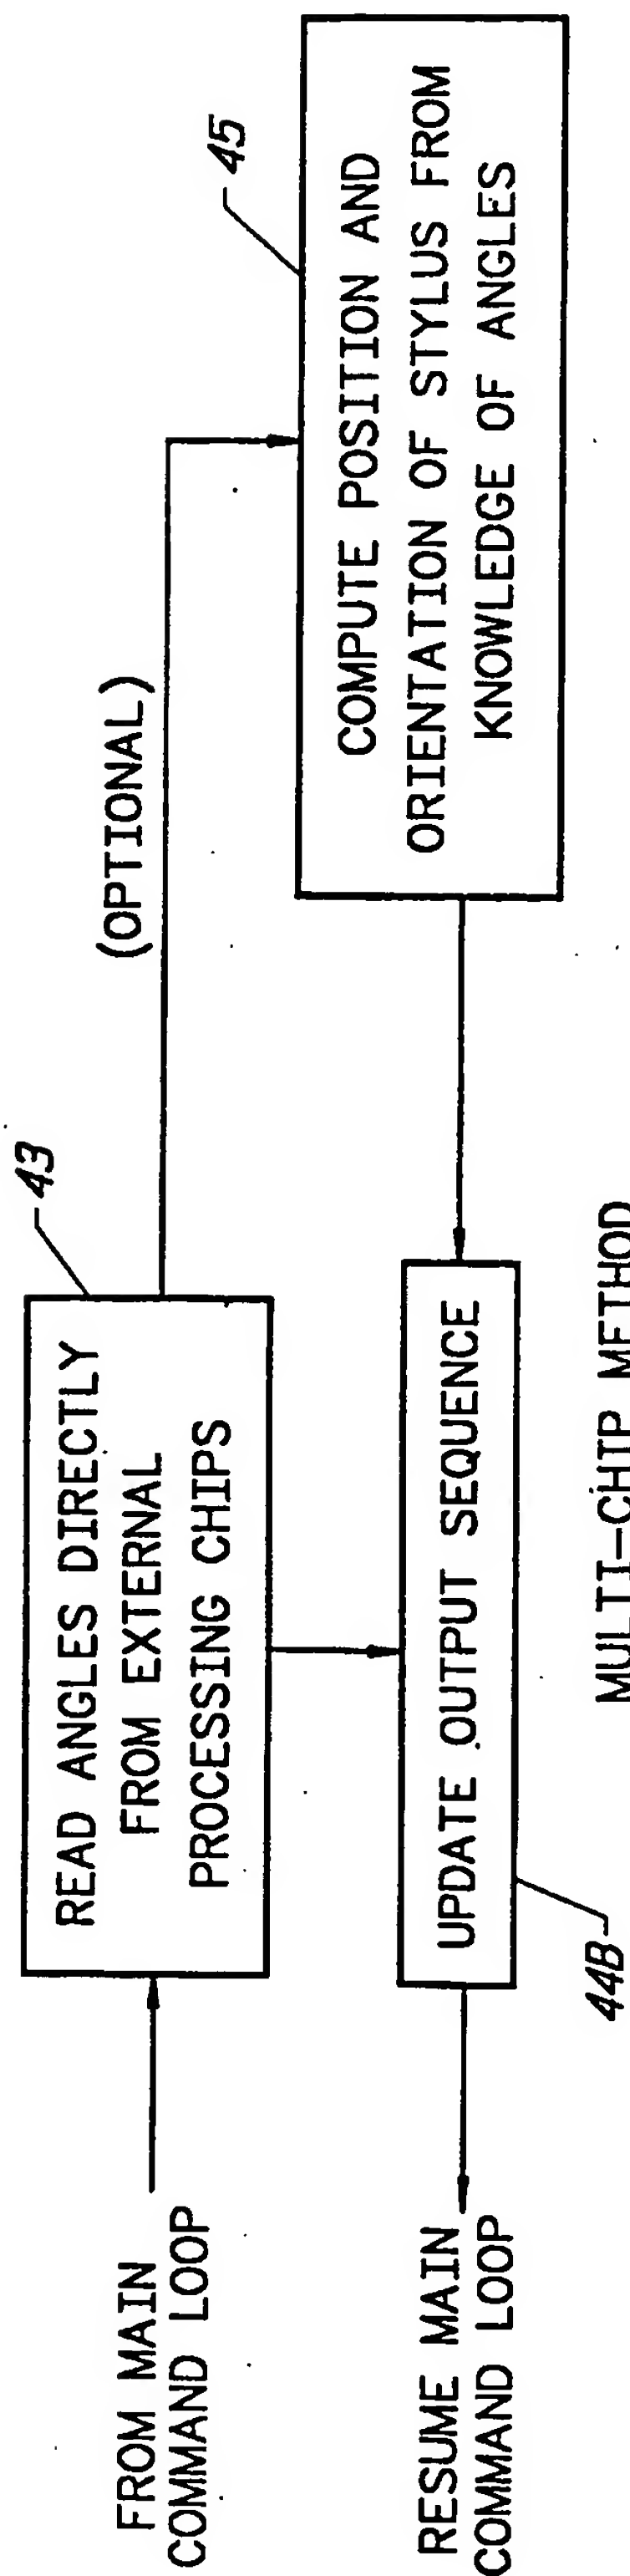 FROM MAIN
COMMAND LOOP
READ ANGLES DIRECTLY
FROM EXTERNAL
PROCESSING CHIPS
43
(OPTIONAL)
45
COMPUTE POSITION AND
ORIENTATION OF STYLUS FROM
KNOWLEDGE OF ANGLES
UPDATE OUTPUT SEQUENCE
44B
RESUME MAIN
COMMAND LOOP
MULTI-CHIP METHOD